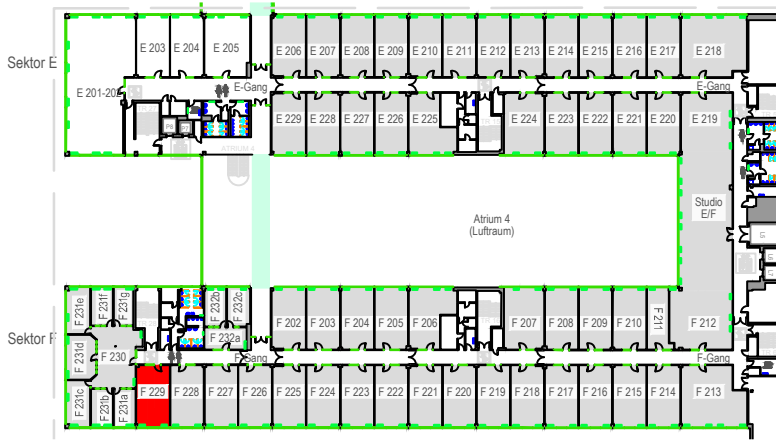 Sektor E
E 203
E 204
E 205
E 206
E 207
E 208
E 209
E 210
E 211
E 212
E 213
E 214
E 215
E 216
E 217
E 218
E 201-202
E-Gang
E-Gang
E 229
E 228
E 227
E 226
E 225
E 224
E 223
E 222
E 221
E 220
E 219
ATRIUM 4
Studio
E/F
Atrium 4
(Luftraum)
Sektor F
F 231e
F 231f
F 231g
F 232b
F 232c
F 202
F 203
F 204
F 205
F 206
F 207
F 208
F 209
F 210
F 211
F 212
F 231d
F 230
F 232a
F-Gang
F-Gang
F 231c
F 231b
F 231a
F 229
F 228
F 227
F 226
F 225
F 224
F 223
F 222
F 221
F 220
F 219
F 218
F 217
F 216
F 215
F 214
F 213